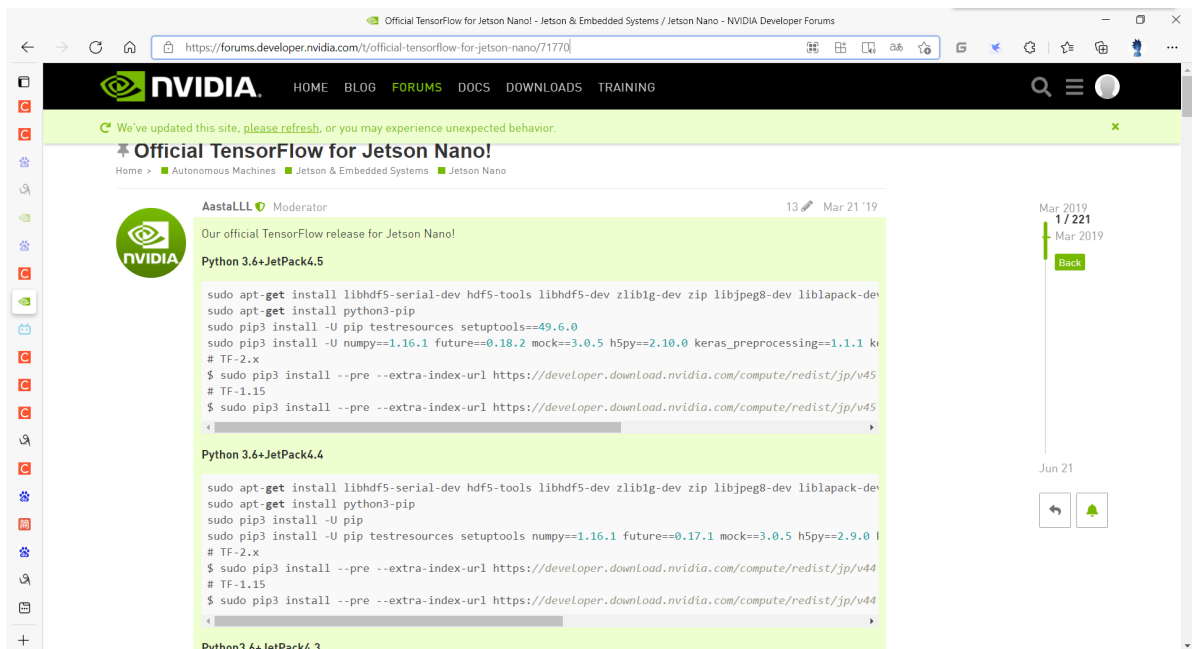 Official TensorFlow for Jetson Nano! - Jetson & Embedded Systems / Jetson Nano - NVIDIA Developer Forums
https://forums.developer.nvidia.com/t/official-tensorflow-for-jetson-nano/71770
NVIDIA. HOME BLOG FORUMS DOCS DOWNLOADS TRAINING
We've updated this site, please refresh, or you may experience unexpected behavior.
Official TensorFlow for Jetson Nano!
Home > Autonomous Machines Jetson & Embedded Systems Jetson Nano
AastaLLL Moderator 13 Mar 21 '19
NVIDIA
Our official TensorFlow release for Jetson Nano!
Python 3.6+JetPack4.5
sudo apt-get install libhdf5-serial-dev hdf5-tools libhdf5-dev zlib1g-dev zip libjpeg8-dev liblapack-dev
sudo apt-get install python3-pip
sudo pip3 install -U pip testresources setuptools==49.6.0
sudo pip3 install -U numpy==1.16.1 future==0.18.2 mock==3.0.5 h5py==2.10.0 keras_preprocessing==1.1.1 ke
# TF-2.x
$ sudo pip3 install --pre --extra-index-url https://developer.download.nvidia.com/compute/redist/jp/v45
# TF-1.15
$ sudo pip3 install --pre --extra-index-url https://developer.download.nvidia.com/compute/redist/jp/v45
Python 3.6+JetPack4.4
sudo apt-get install libhdf5-serial-dev hdf5-tools libhdf5-dev zlib1g-dev zip libjpeg8-dev liblapack-dev
sudo apt-get install python3-pip
sudo pip3 install -U pip
sudo pip3 install -U pip testresources setuptools numpy==1.16.1 future==0.17.1 mock==3.0.5 h5py==2.9.0
# TF-2.x
$ sudo pip3 install --pre --extra-index-url https://developer.download.nvidia.com/compute/redist/jp/v44
# TF-1.15
$ sudo pip3 install --pre --extra-index-url https://developer.download.nvidia.com/compute/redist/jp/v44
Python3.6+JetPack4.3
Mar 2019
1 / 221
Mar 2019
Back
Jun 21